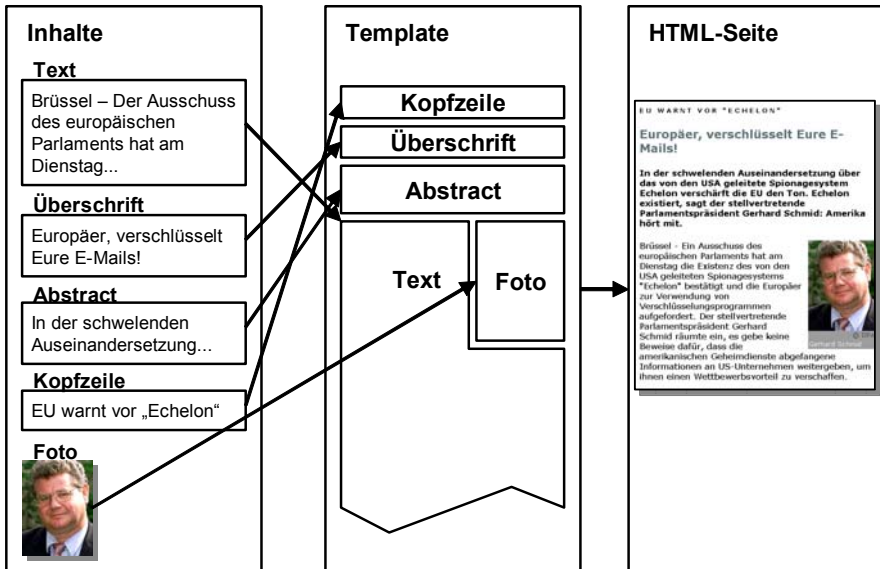 Inhalte
Text
Brüssel – Der Ausschuss
des europäischen
Parlaments hat am
Dienstag...
Überschrift
Europäer, verschlüsselt
Eure E-Mails!
Abstract
In der schwelenden
Auseinandersetzung...
Kopfzeile
EU warnt vor „Echelon“
Foto
Template
Kopfzeile
Überschrift
Abstract
Text
Foto
HTML-Seite
EU WARNT VOR "ECHELON"
Europäer, verschlüsselt Eure E-
Mails!
In der schwelenden Auseinandersetzung über
das von den USA geleitete Spionagesystem
Echelon verschärft die EU den Ton. Echelon
existiert, sagt der stellvertretende
Parlamentspräsident Gerhard Schmid: Amerika
hört mit.
Brüssel - Ein Ausschuss des
europäischen Parlaments hat am
Dienstag die Existenz des von den
USA geleiteten Spionagesystems
"Echelon" bestätigt und die Europäer
zur Verwendung von
Verschlüsselungsprogrammen
aufgefordert. Der stellvertretende
Parlamentspräsident Gerhard
Schmid räumte ein, es gebe keine
Beweise dafür, dass die
amerikanischen Geheimdienste abgefangene
Informationen an US-Unternehmen weitergeben, um
ihnen einen Wettbewerbsvorteil zu verschaffen.
Gerhard Schmid